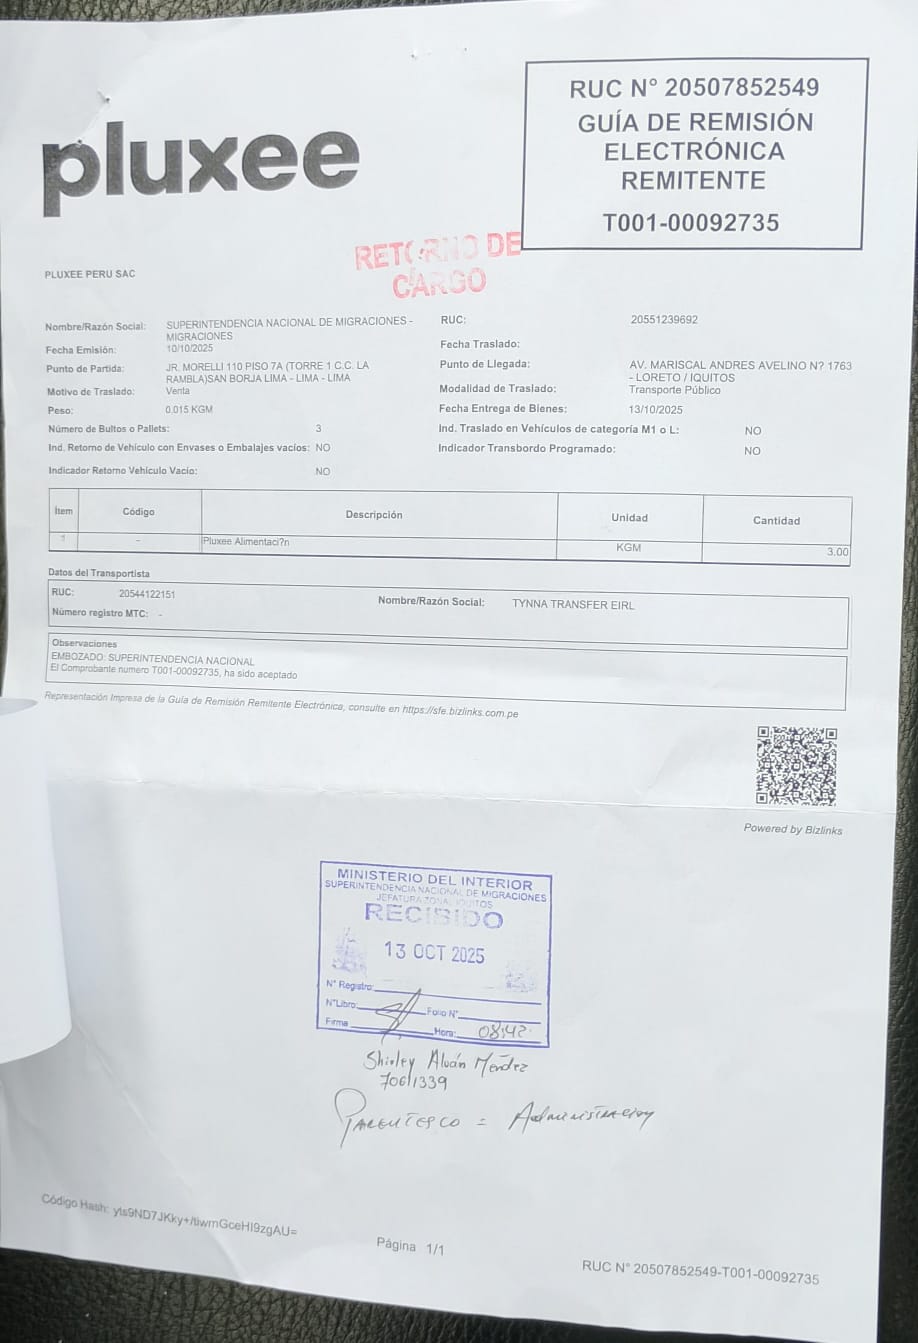 pluxee
RUC N° 20507852549
GUÍA DE REMISIÓN
ELECTRÓNICA
REMITENTE
T001-00092735
RETORNO DE
CARGO
PLUXEE PERU SAC
Nombre/Razón Social: SUPERINTENDENCIA NACIONAL DE MIGRACIONES - MIGRACIONES RUC: 20551239692
Fecha Emisión: 10/10/2025 Fecha Traslado:
Punto de Partida: JR. MORELLI 110 PISO 7A (TORRE 1 C.C. LA RAMBLA)SAN BORJA LIMA - LIMA - LIMA Punto de Llegada: AV. MARISCAL ANDRES AVELINO N? 1763 - LORETO / IQUITOS
Motivo de Traslado: Venta Modalidad de Traslado: Transporte Público
Peso: 0.015 KGM Fecha Entrega de Bienes: 13/10/2025
Número de Bultos o Pallets: 3 Ind. Traslado en Vehículos de categoría M1 o L: NO
Ind. Retorno de Vehículo con Envases o Embalajes vacíos: NO Indicador Transbordo Programado: NO
Indicador Retorno Vehículo Vacío: NO
Ítem Código Descripción Unidad Cantidad
1 - Pluxee Alimentaci?n KGM 3.00
Datos del Transportista
RUC: 20544122151 Nombre/Razón Social: TYNNA TRANSFER EIRL
Número registro MTC: -
Observaciones
EMBOZADO: SUPERINTENDENCIA NACIONAL
El Comprobante numero T001-00092735, ha sido aceptado
Representación Impresa de la Guía de Remisión Remitente Electrónica, consulte en https://sfe.bizlinks.com.pe
Powered by Bizlinks
MINISTERIO DEL INTERIOR
SUPERINTENDENCIA NACIONAL DE MIGRACIONES
JEFATURA ZONAL IQUITOS
RECIBIDO
13 OCT 2025
N° Registro:
N° Libro: Folio N°
Firma Hora: 08:42
Shirley Alván Méndez
70611339
Parentesco = Administracion
Código Hash: yts9ND7JKky+/tiwmGceHI9zgAU=
Página 1/1
RUC N° 20507852549-T001-00092735